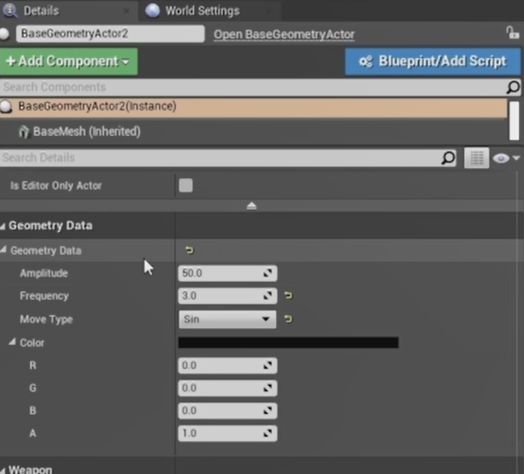 Details
World Settings
BaseGeometryActor2
Open BaseGeometryActor
+Add Component
Blueprint/Add Script
Search Components
BaseGeometryActor2(Instance)
BaseMesh (Inherited)
Search Details
Is Editor Only Actor
Geometry Data
Geometry Data
Amplitude 50.0
Frequency 3.0
Move Type Sin
Color
R 0.0
G 0.0
B 0.0
A 1.0
Weapon